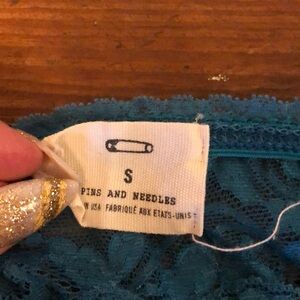 S
PINS AND NEEDLES
IN USA FABRIQUÉ AUX ETATS-UNIS